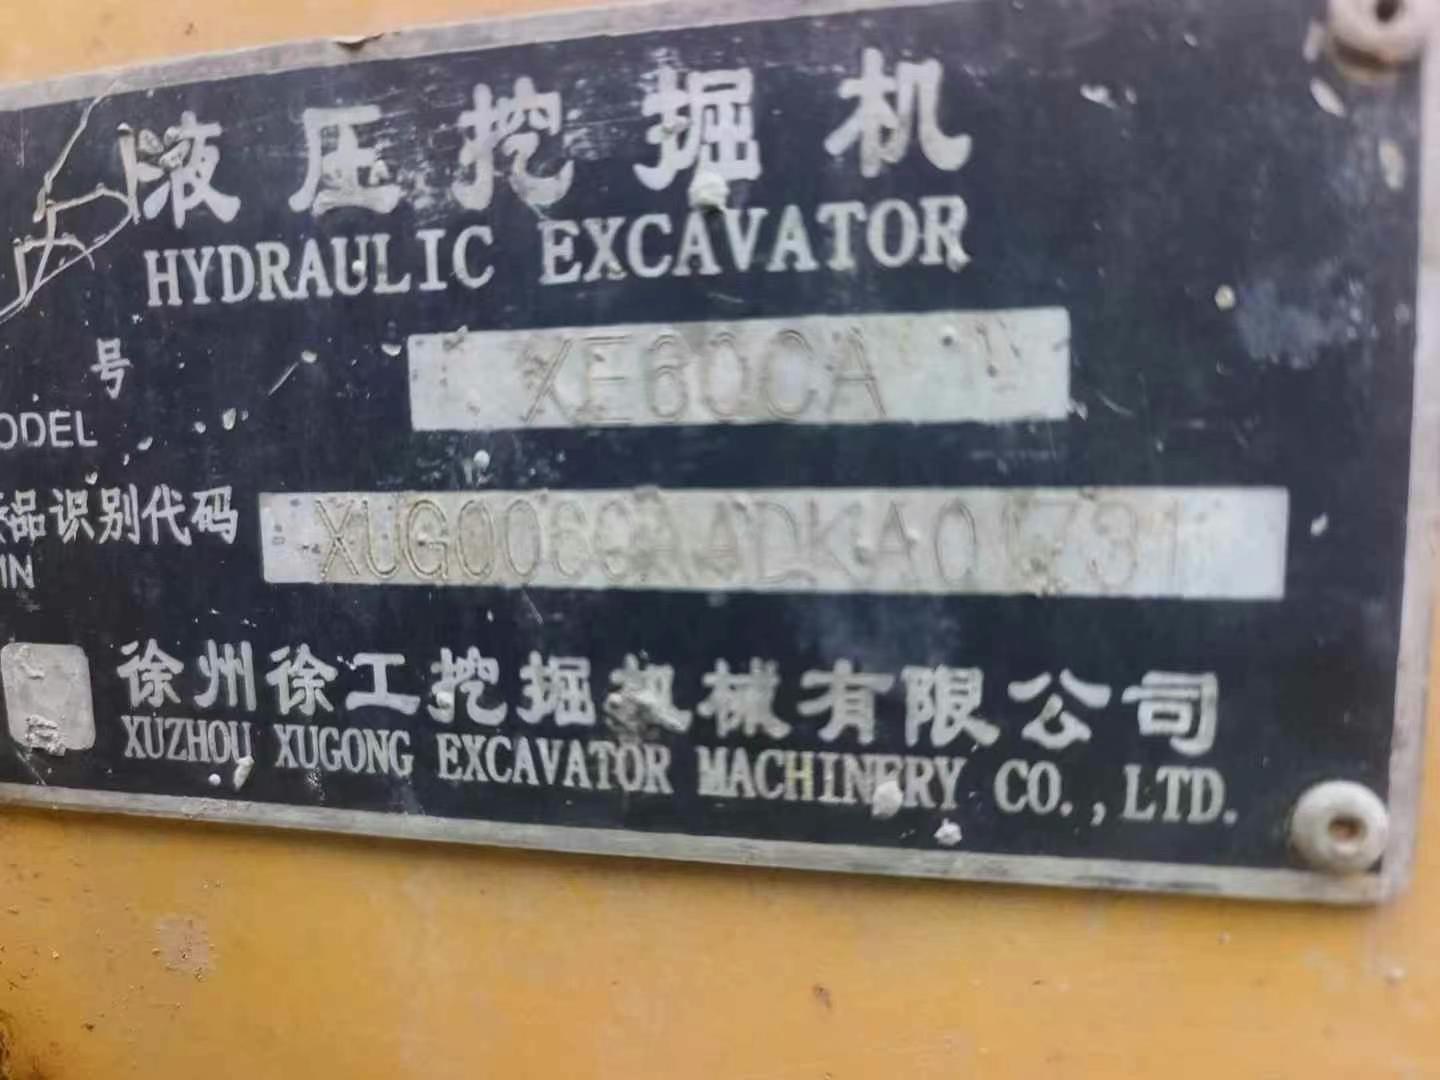 液压挖掘机
HYDRAULIC EXCAVATOR
号
ODEL
XE60CA
品识别代码
IN
XUG0060AADKA01731
徐州徐工挖掘机械有限公司
XUZHOU XUGONG EXCAVATOR MACHINERY CO.,LTD.